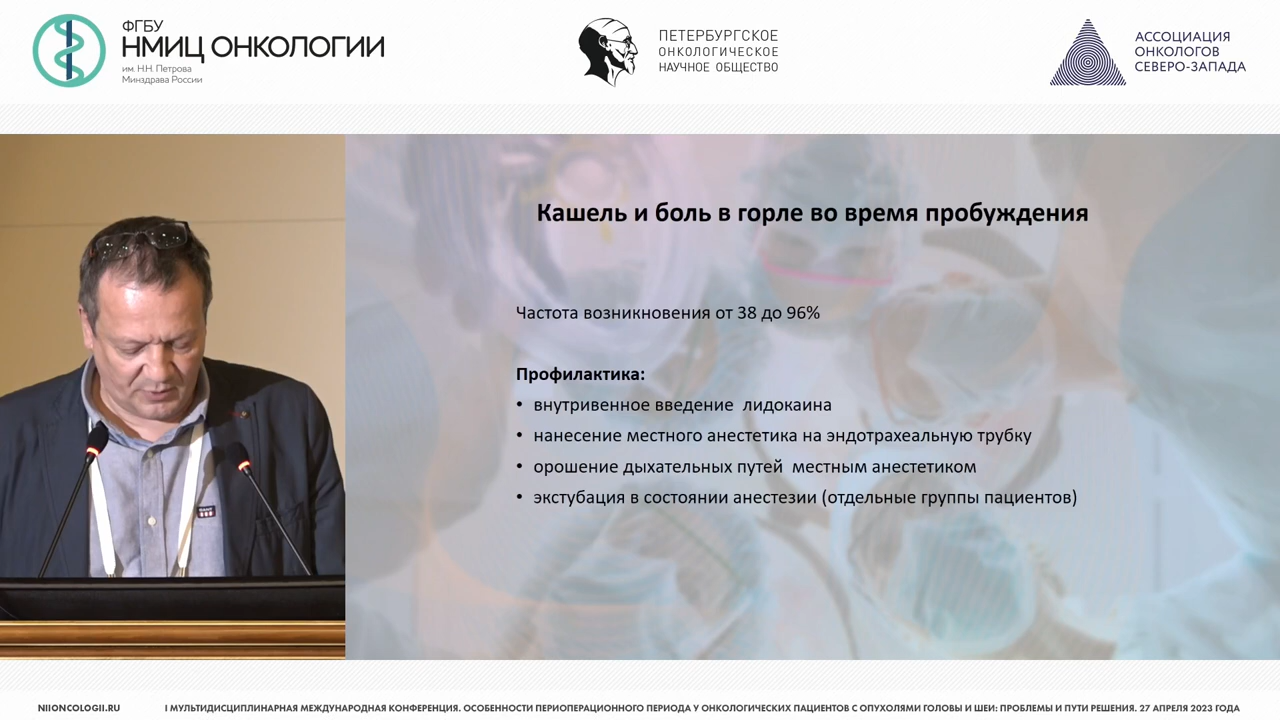 ФГБУ
НМИЦ ОНКОЛОГИИ
им. Н.Н. Петрова
Минздрава России
ПЕТЕРБУРГСКОЕ
ОНКОЛОГИЧЕСКОЕ
НАУЧНОЕ ОБЩЕСТВО
АССОЦИАЦИЯ
ОНКОЛОГОВ
СЕВЕРО-ЗАПАДА
Кашель и боль в горле во время пробуждения
Частота возникновения от 38 до 96%
Профилактика:
• внутривенное введение лидокаина
• нанесение местного анестетика на эндотрахеальную трубку
• орошение дыхательных путей местным анестетиком
• экстубация в состоянии анестезии (отдельные группы пациентов)
NIIONCOLOGII.RU
I МУЛЬТИДИСЦИПЛИНАРНАЯ МЕЖДУНАРОДНАЯ КОНФЕРЕНЦИЯ. ОСОБЕННОСТИ ПЕРИОПЕРАЦИОННОГО ПЕРИОДА У ОНКОЛОГИЧЕСКИХ ПАЦИЕНТОВ С ОПУХОЛЯМИ ГОЛОВЫ И ШЕИ: ПРОБЛЕМЫ И ПУТИ РЕШЕНИЯ. 27 АПРЕЛЯ 2023 ГОДА